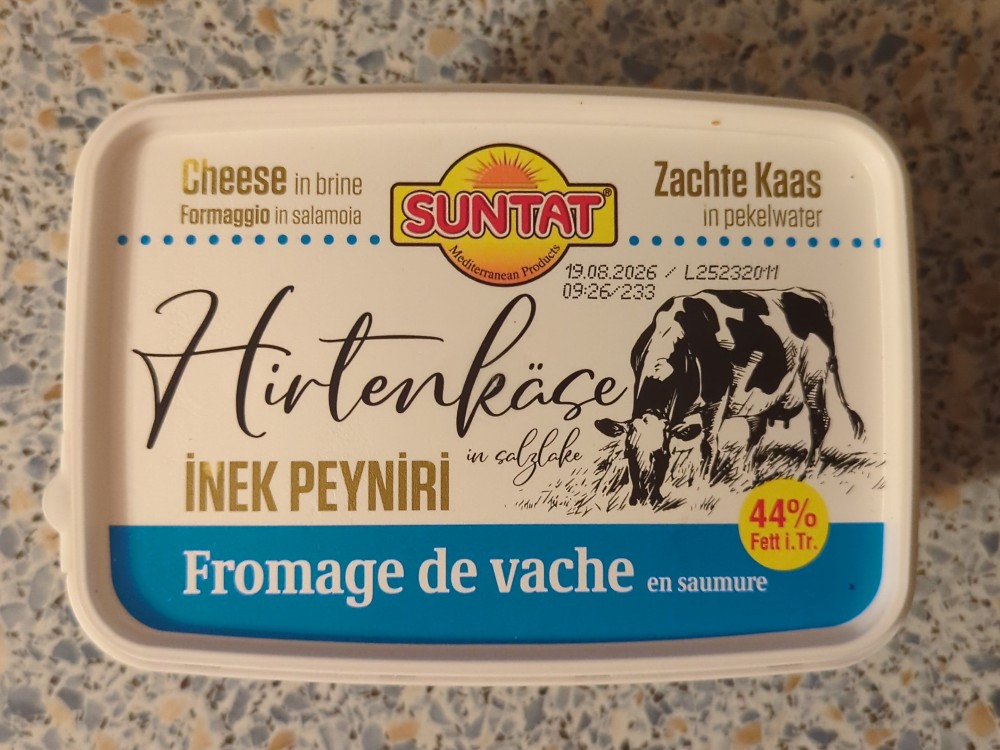 Cheese in brine
Formaggio in salamoia
SUNTAT®
Mediterranean Products
Zachte Kaas
in pekelwater
19.08.2026 / L25232011
09:26/233
Hirtenkäse
in salzlake
İNEK PEYNİRİ
44%
Fett i.Tr.
Fromage de vache en saumure